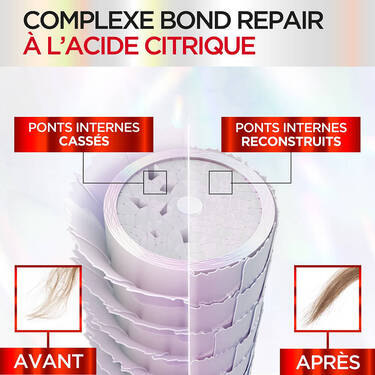 COMPLEXE BOND REPAIR
À L'ACIDE CITRIQUE
PONTS INTERNES
CASSÉS
PONTS INTERNES
RECONSTRUITS
AVANT
APRÈS